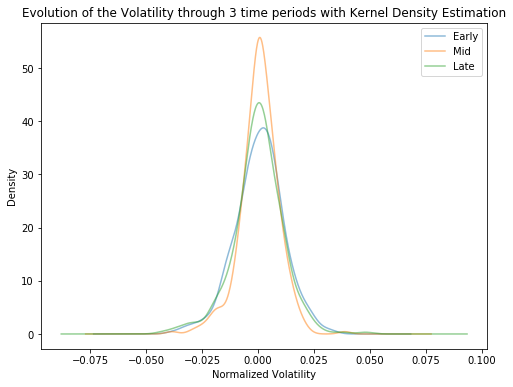 Evolution of the Volatility through 3 time periods with Kernel Density Estimation
Early
Mid
Late
50
40
30
20
10
0
Density
−0.075
−0.050
−0.025
0.000
0.025
0.050
0.075
0.100
Normalized Volatility